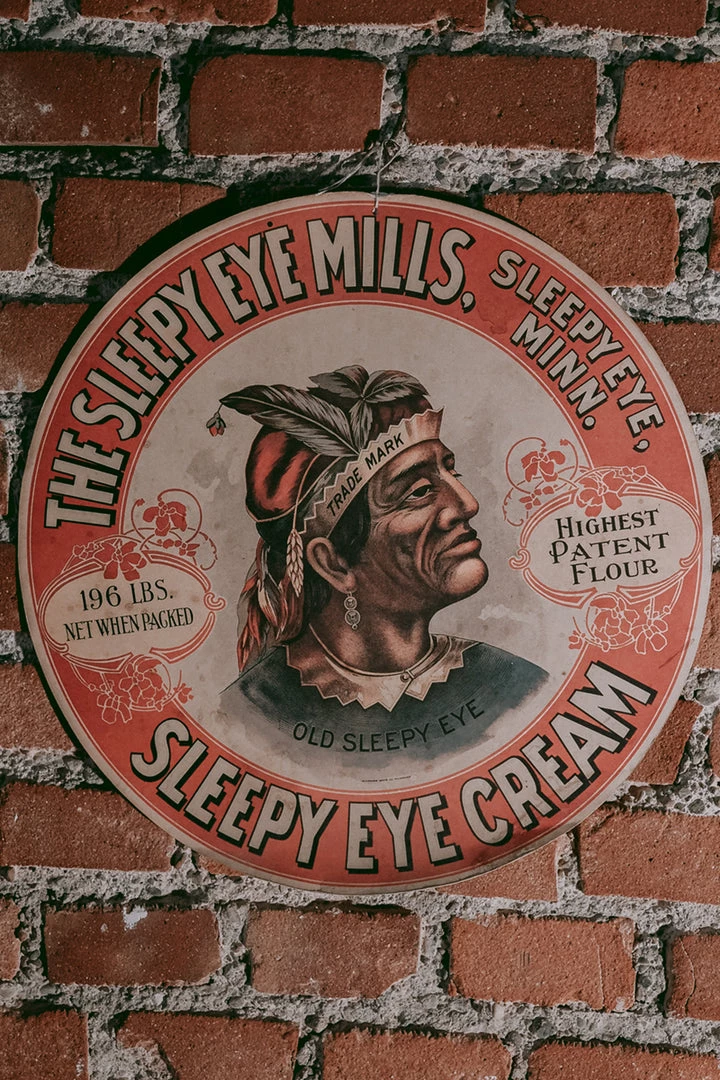 THE SLEEPY EYE MILLS,
SLEEPY EYE,
MINN.
TRADE MARK
HIGHEST
PATENT
FLOUR
196 LBS.
NET WHEN PACKED
OLD SLEEPY EYE
SLEEPY EYE CREAM